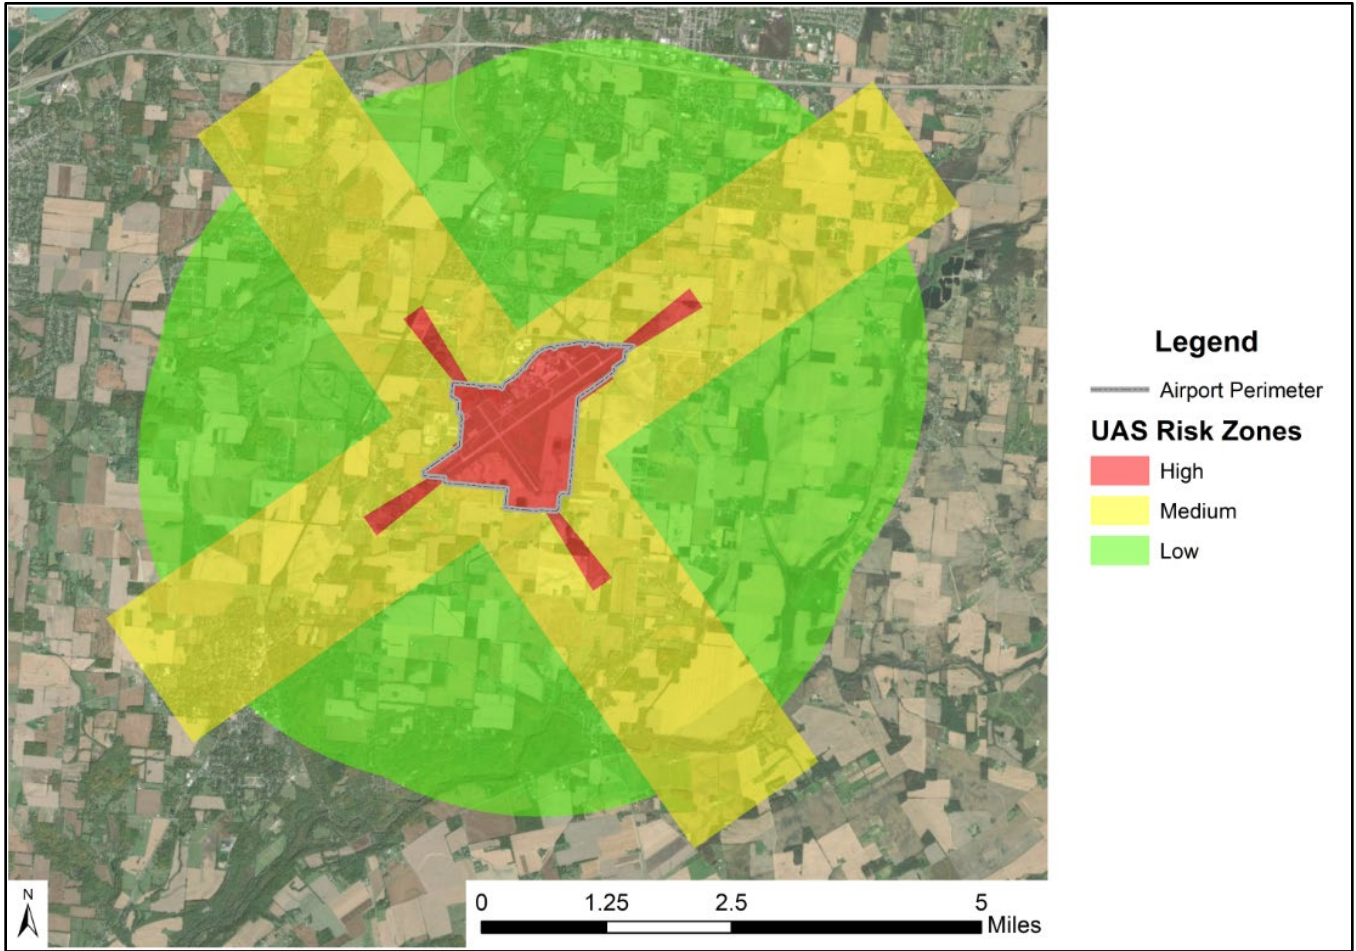 Legend
Airport Perimeter
UAS Risk Zones
High
Medium
Low
N
0 1.25 2.5 5
Miles